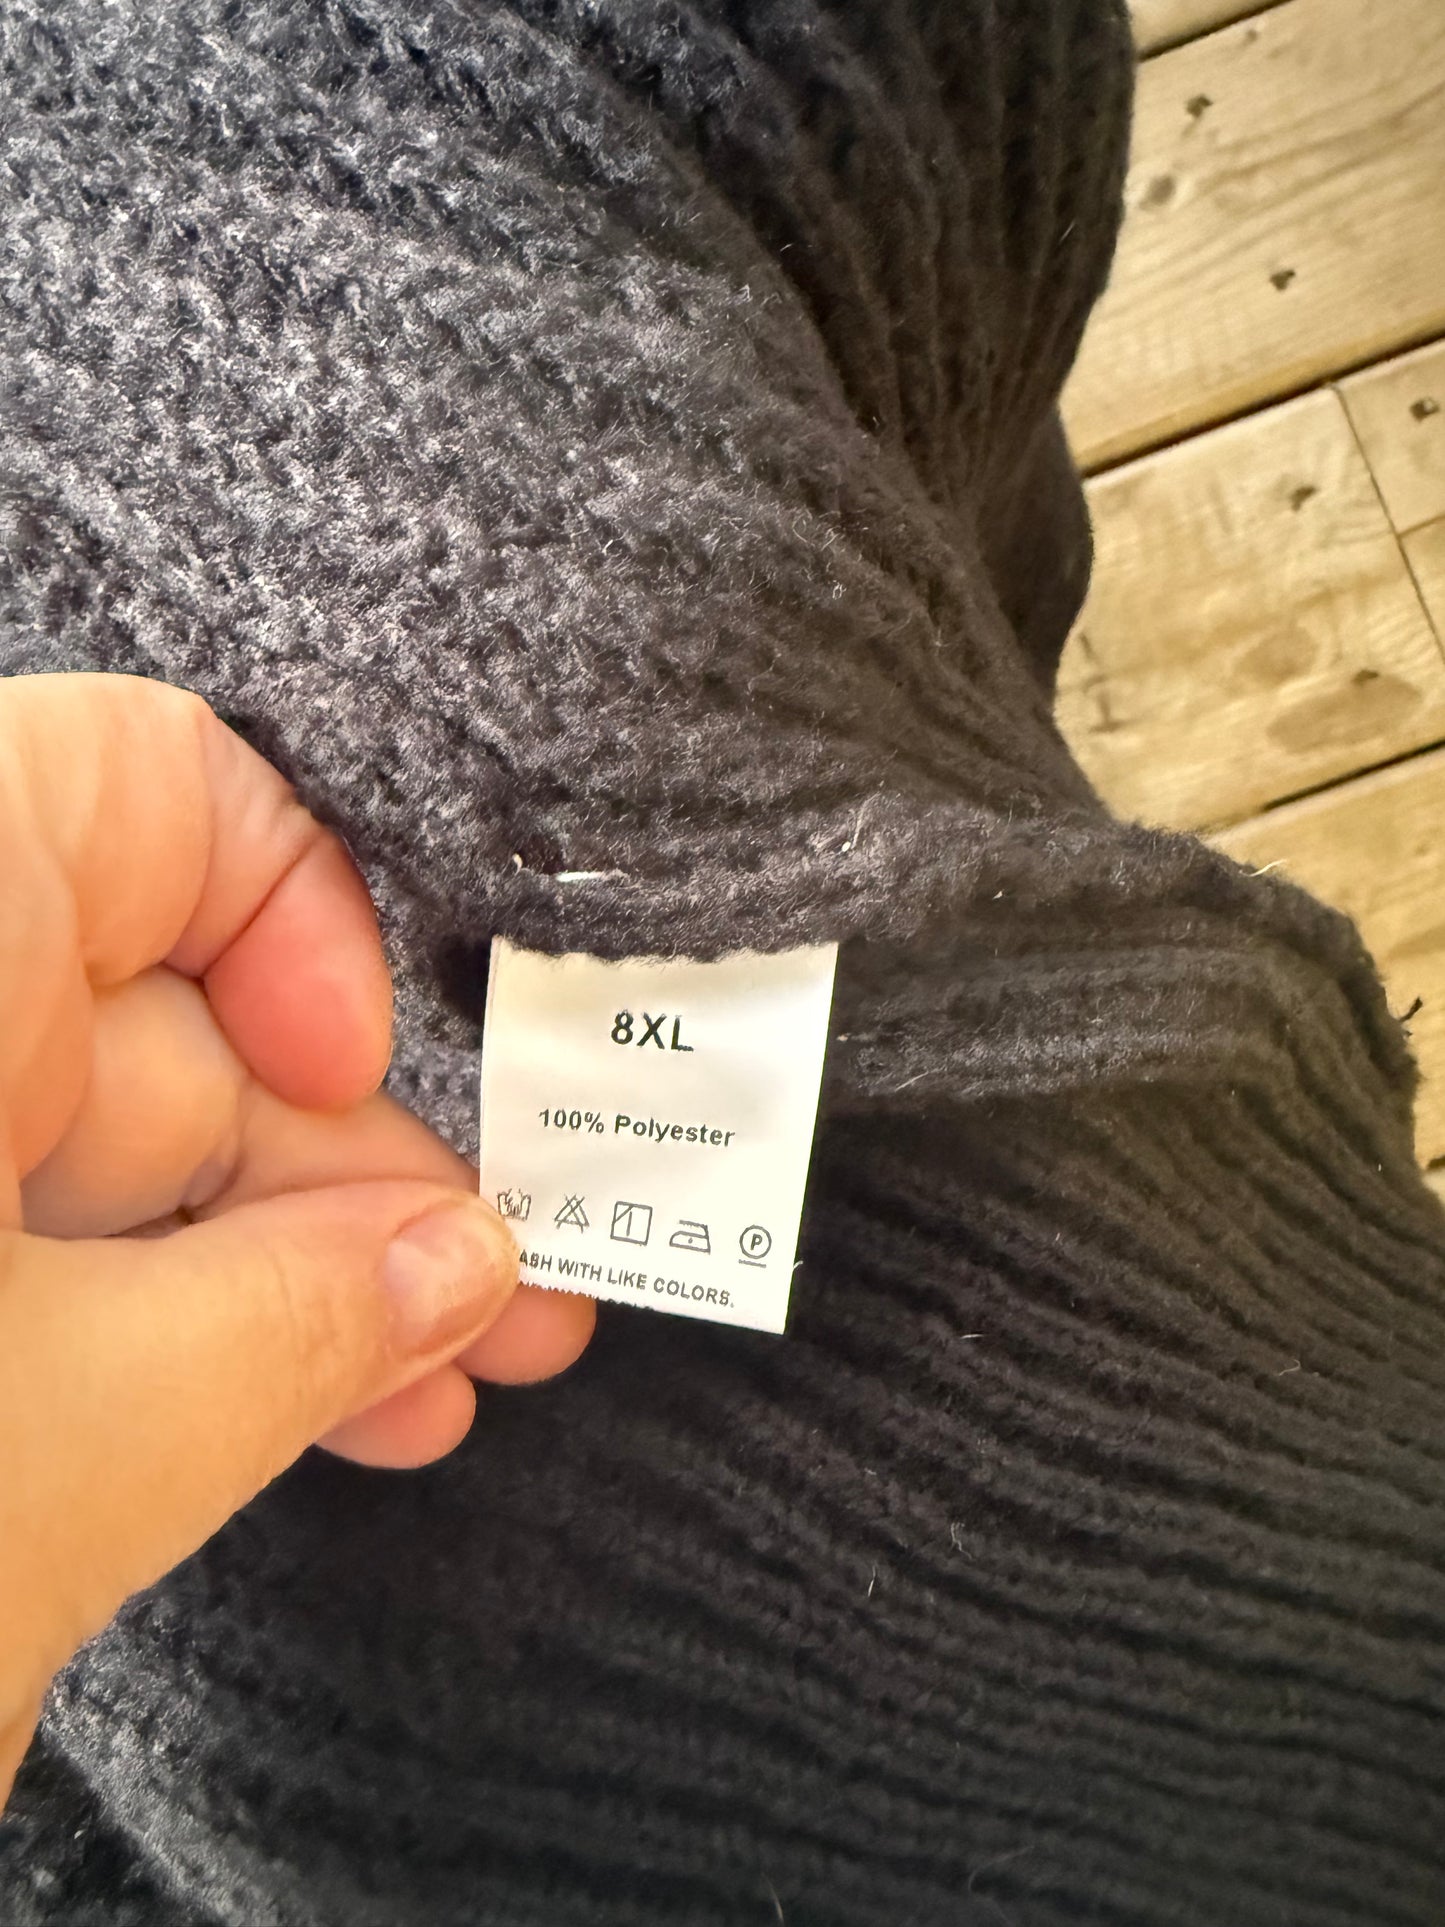 8XL
100% Polyester
P
ASH WITH LIKE COLORS.